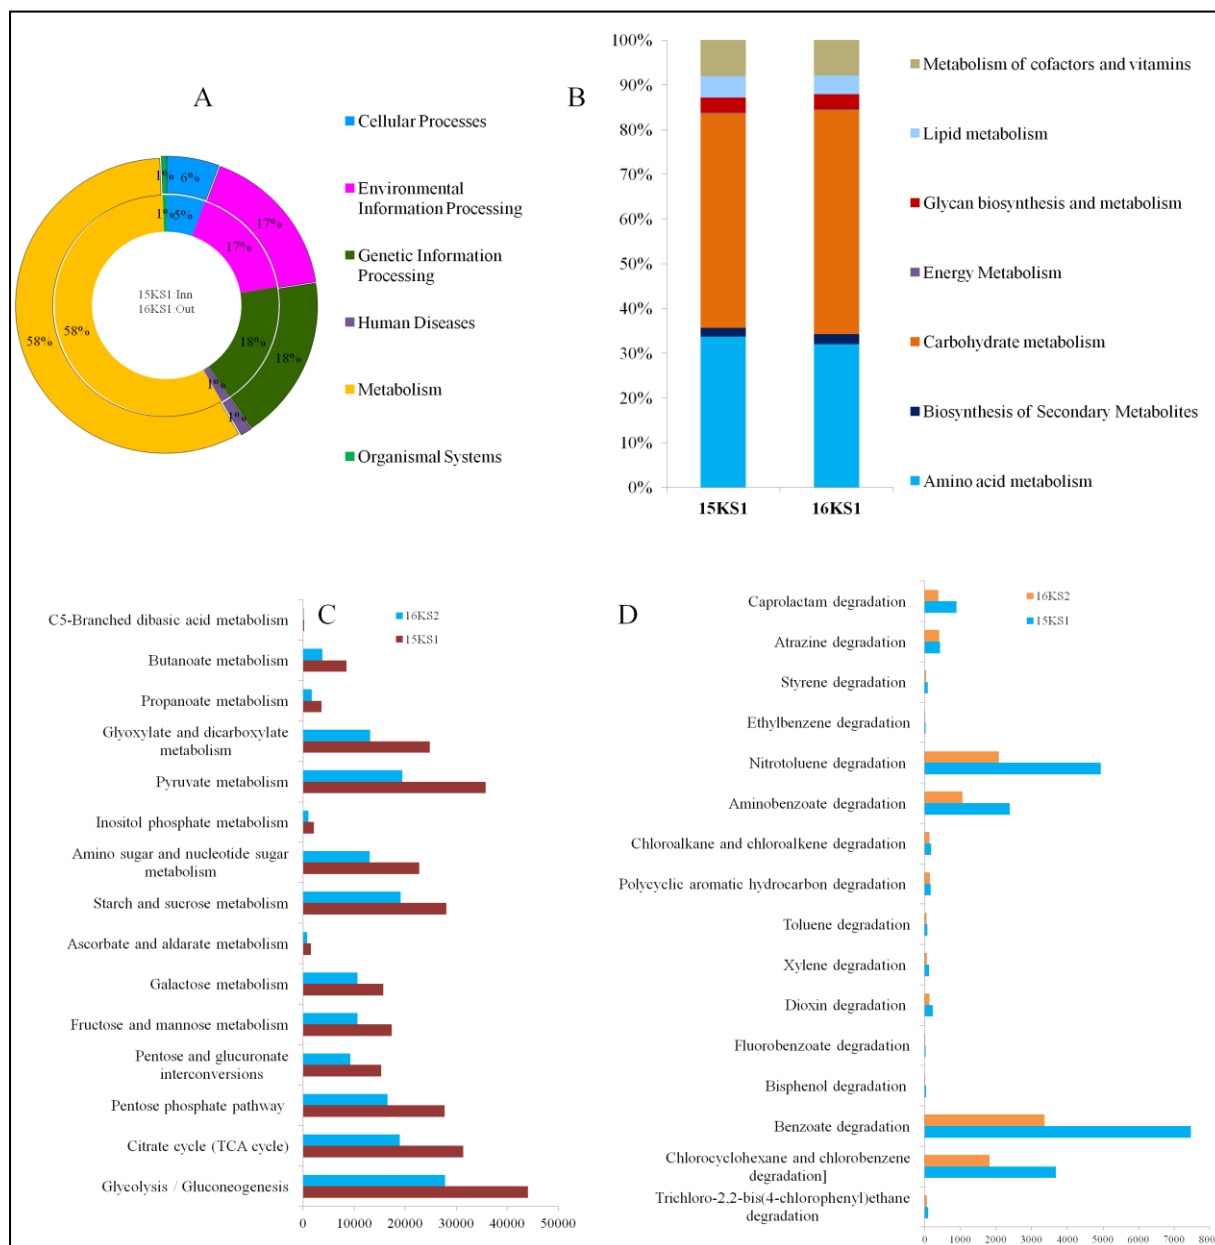 A
Cellular Processes
Environmental
Information Processing
Genetic Information
Processing
Human Diseases
Metabolism
Organismal Systems
1%
6%
17%
18%
1%
58%
1%
5%
17%
18%
1%
58%
15KS1:Inn
16KS1:Out
B
100%
90%
80%
70%
60%
50%
40%
30%
20%
10%
0%
15KS1
16KS1
Metabolism of cofactors and vitamins
Lipid metabolism
Glycan biosynthesis and metabolism
Energy Metabolism
Carbohydrate metabolism
Biosynthesis of Secondary Metabolites
Amino acid metabolism
C
16KS2
15KS1
C5-Branched dibasic acid metabolism
Butanoate metabolism
Propanoate metabolism
Glyoxylate and dicarboxylate
metabolism
Pyruvate metabolism
Inositol phosphate metabolism
Amino sugar and nucleotide sugar
metabolism
Starch and sucrose metabolism
Ascorbate and aldarate metabolism
Galactose metabolism
Fructose and mannose metabolism
Pentose and glucuronate
interconversions
Pentose phosphate pathway
Citrate cycle (TCA cycle)
Glycolysis / Gluconeogenesis
0
10000
20000
30000
40000
50000
D
16KS2
15KS1
Caprolactam degradation
Atrazine degradation
Styrene degradation
Ethylbenzene degradation
Nitrotoluene degradation
Aminobenzoate degradation
Chloroalkane and chloroalkene degradation
Polycyclic aromatic hydrocarbon degradation
Toluene degradation
Xylene degradation
Dioxin degradation
Fluorobenzoate degradation
Bisphenol degradation
Benzoate degradation
Chlorocyclohexane and chlorobenzene
degradation]
Trichloro-2,2-bis(4-chlorophenyl)ethane
degradation
0
1000
2000
3000
4000
5000
6000
7000
800